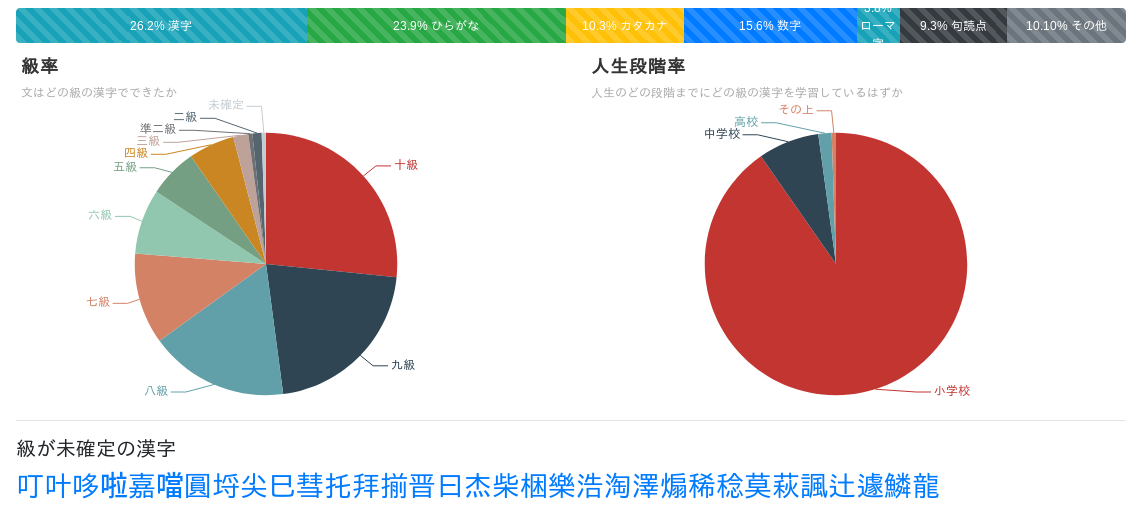 26.2% 漢字
23.9% ひらがな
10.3% カタカナ
15.6% 数字
3.8% ローマ字
9.3% 句読点
10.10% その他
級率
文はどの級の漢字でできたか
未確定
二級
準二級
三級
四級
五級
六級
七級
八級
九級
十級
人生段階率
人生のどの段階までにどの級の漢字を学習しているはずか
その上
高校
中学校
小学校
級が未確定の漢字
叮叶哆啦嘉噹圓埒尖巳彗托拜揃晋曰杰柴梱樂浩淘澤煽稀稔莫萩諷辻遽鱗龍